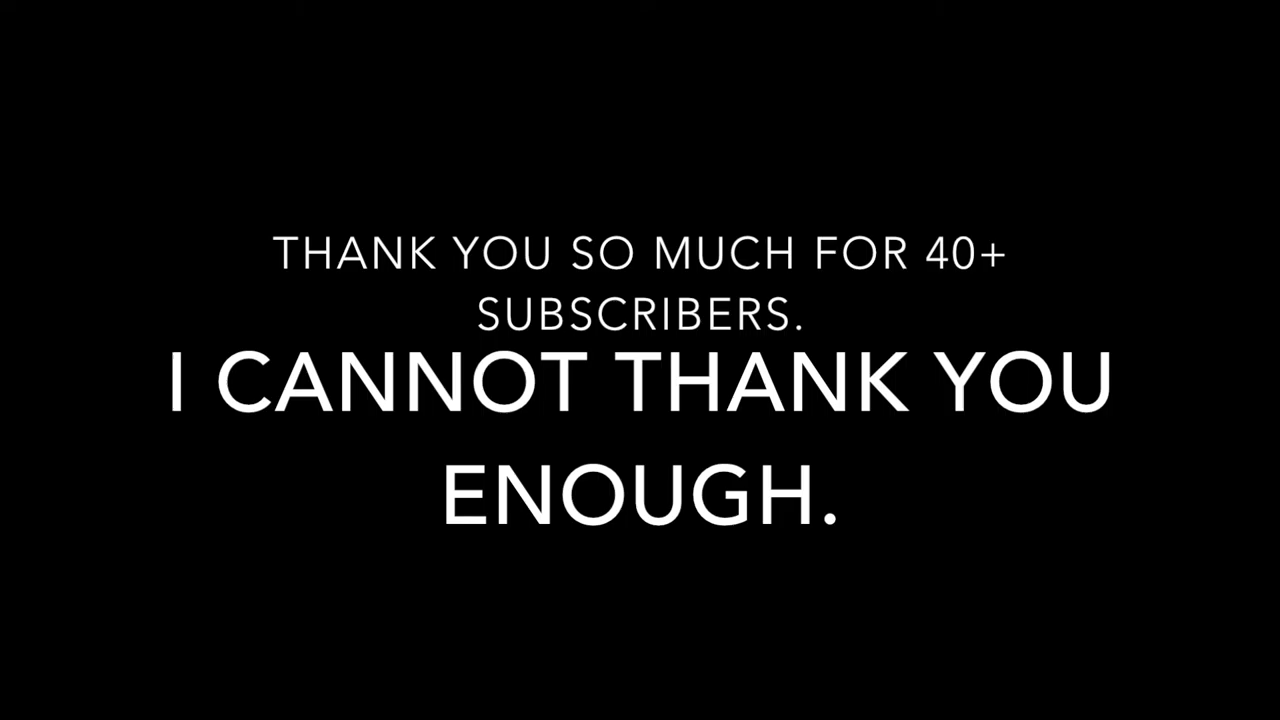 THANK YOU SO MUCH FOR 40+
SUBSCRIBERS.
I CANNOT THANK YOU
ENOUGH.